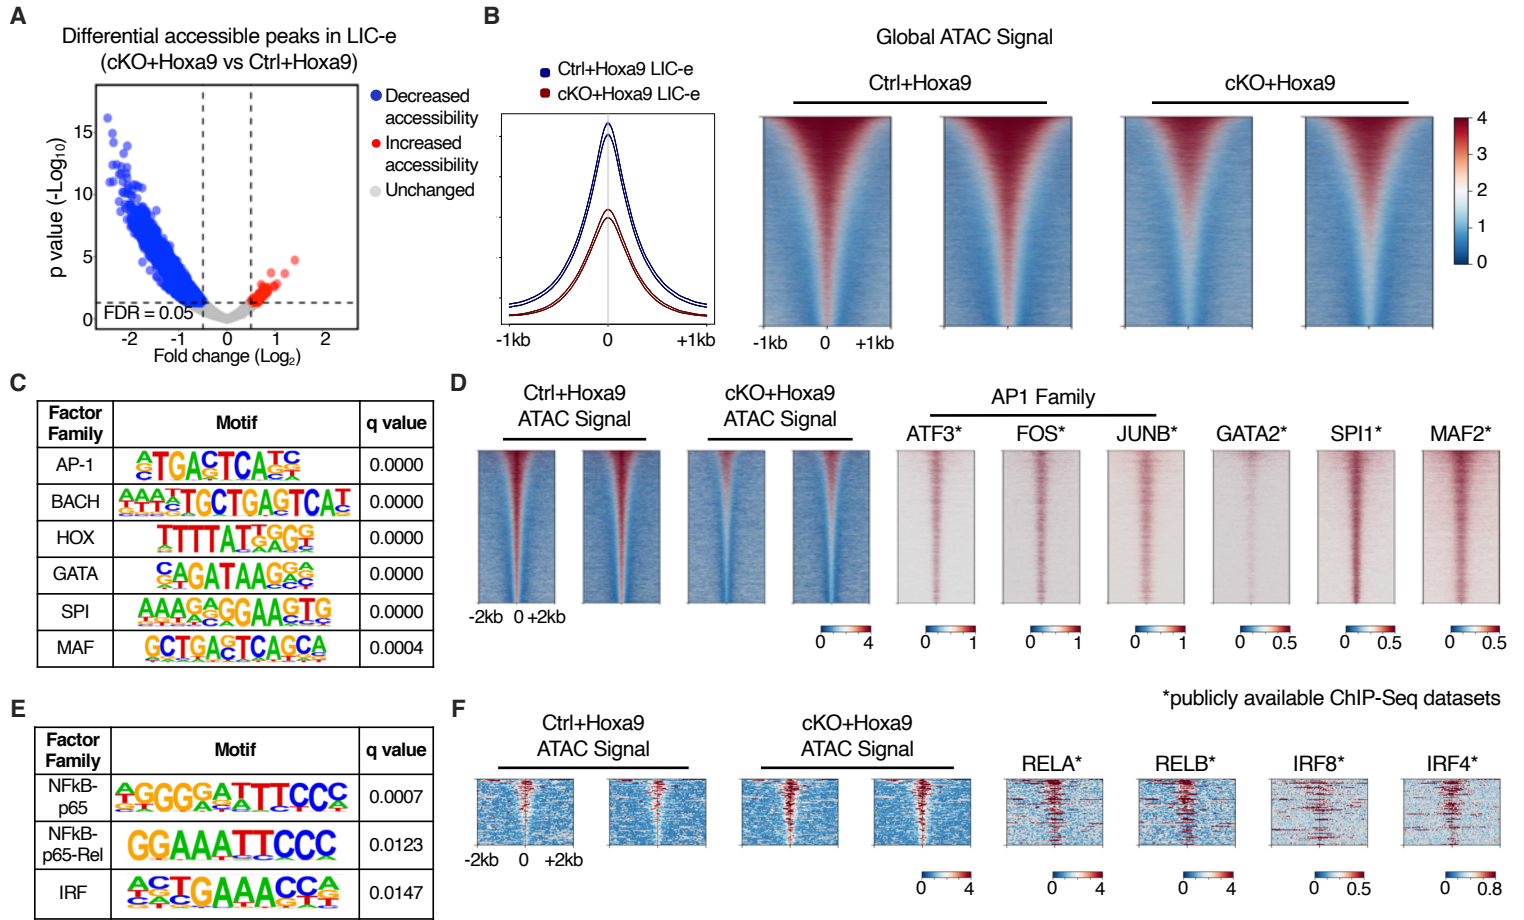 A
Differential accessible peaks in LIC-e
(cKO+Hoxa9 vs Ctrl+Hoxa9)
p value (-Log10)
15
10
5
0
FDR = 0.05
-2
-1
0
1
2
Fold change (Log2)
Decreased
accessibility
Increased
accessibility
Unchanged
B
Ctrl+Hoxa9 LIC-e
cKO+Hoxa9 LIC-e
-1kb
0
+1kb
Global ATAC Signal
Ctrl+Hoxa9
cKO+Hoxa9
-1kb
0
+1kb
4
3
2
1
0
C
Factor
Family
Motif
q value
AP-1
0.0000
BACH
0.0000
HOX
0.0000
GATA
0.0000
SPI
0.0000
MAF
0.0004
D
Ctrl+Hoxa9
ATAC Signal
cKO+Hoxa9
ATAC Signal
AP1 Family
ATF3*
FOS*
JUNB*
GATA2*
SPI1*
MAF2*
-2kb 0 +2kb
0 4
0 1
0 1
0 1
0 0.5
0 0.5
0 0.5
*publicly available ChIP-Seq datasets
E
Factor
Family
Motif
q value
NFkB-
p65
GGGGATTTCCC
0.0007
NFkB-
p65-Rel
GGAAATTCCC
0.0123
IRF
0.0147
F
Ctrl+Hoxa9
ATAC Signal
cKO+Hoxa9
ATAC Signal
RELA*
RELB*
IRF8*
IRF4*
-2kb 0 +2kb
0 4
0 4
0 4
0 0.5
0 0.8